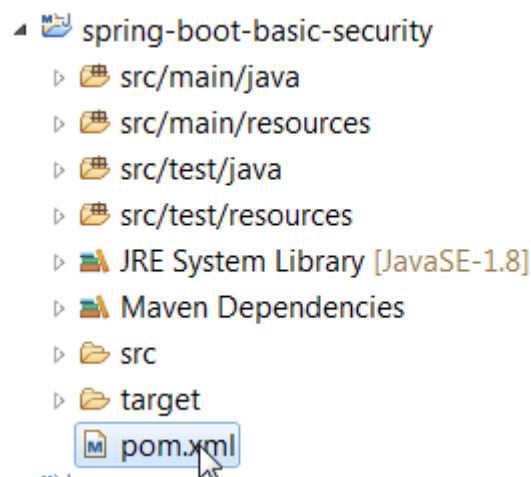 spring-boot-basic-security
src/main/java
src/main/resources
src/test/java
src/test/resources
JRE System Library [JavaSE-1.8]
Maven Dependencies
src
target
pom.xml